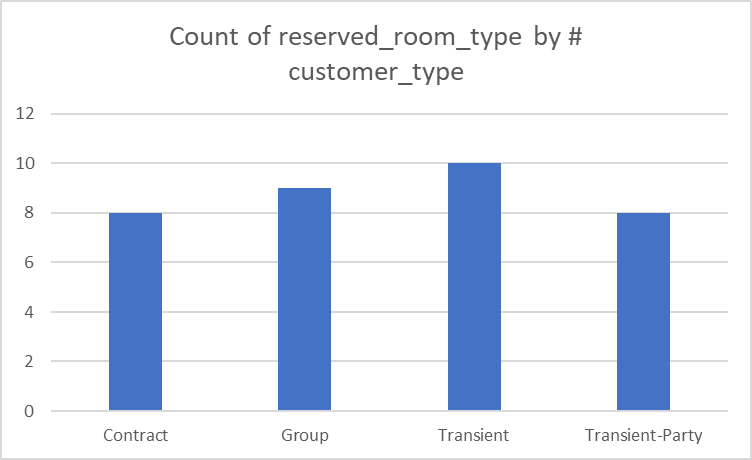 Count of reserved_room_type by #
customer_type
12
10
8
6
4
2
0
Contract
Group
Transient
Transient-Party